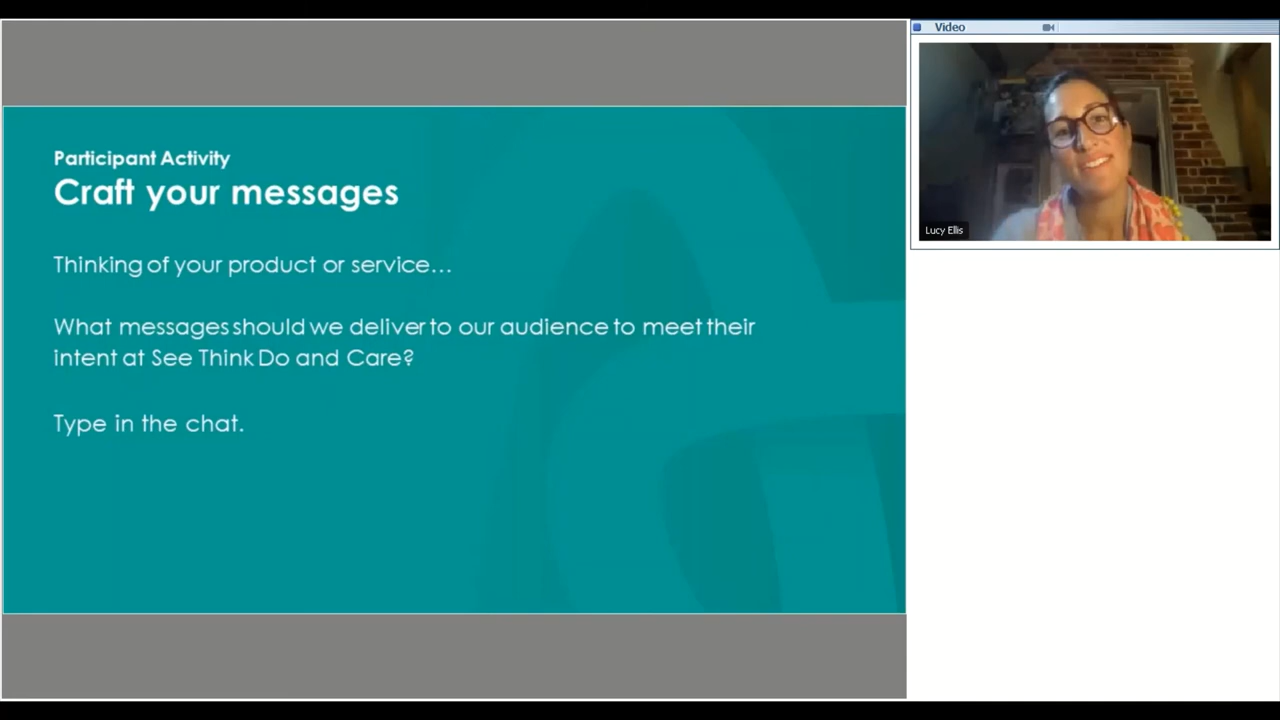 Participant Activity
Craft your messages
Thinking of your product or service...
What messages should we deliver to our audience to meet their
intent at See Think Do and Care?
Type in the chat.
Video
Lucy Ellis